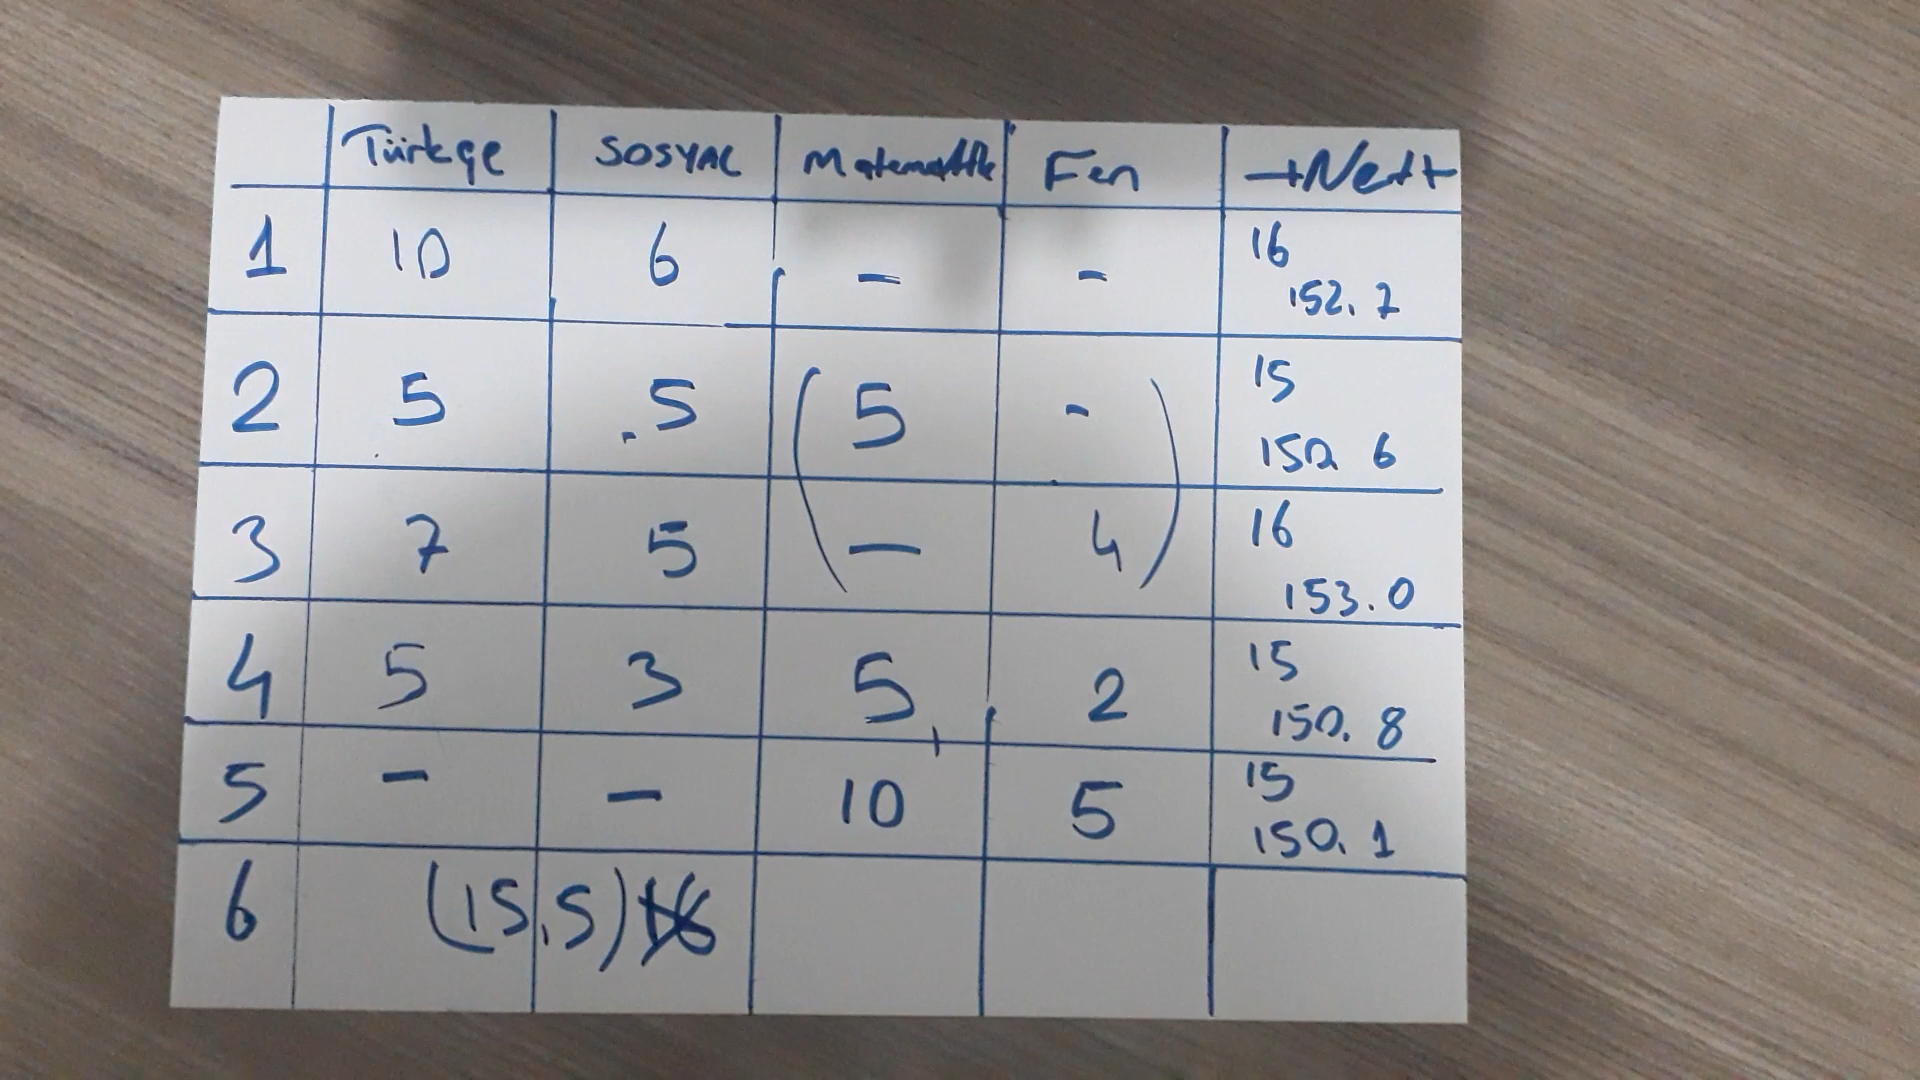 Türkçe SOSYAL Matematik Fen →Net←
1 10 6 - - 16 152.7
2 5 5 (5 - 15 150.6
3 7 5 - 4) 16 153.0
4 5 3 5 2 15 150.8
5 - - 10 5 15 150.1
6 (15,5)